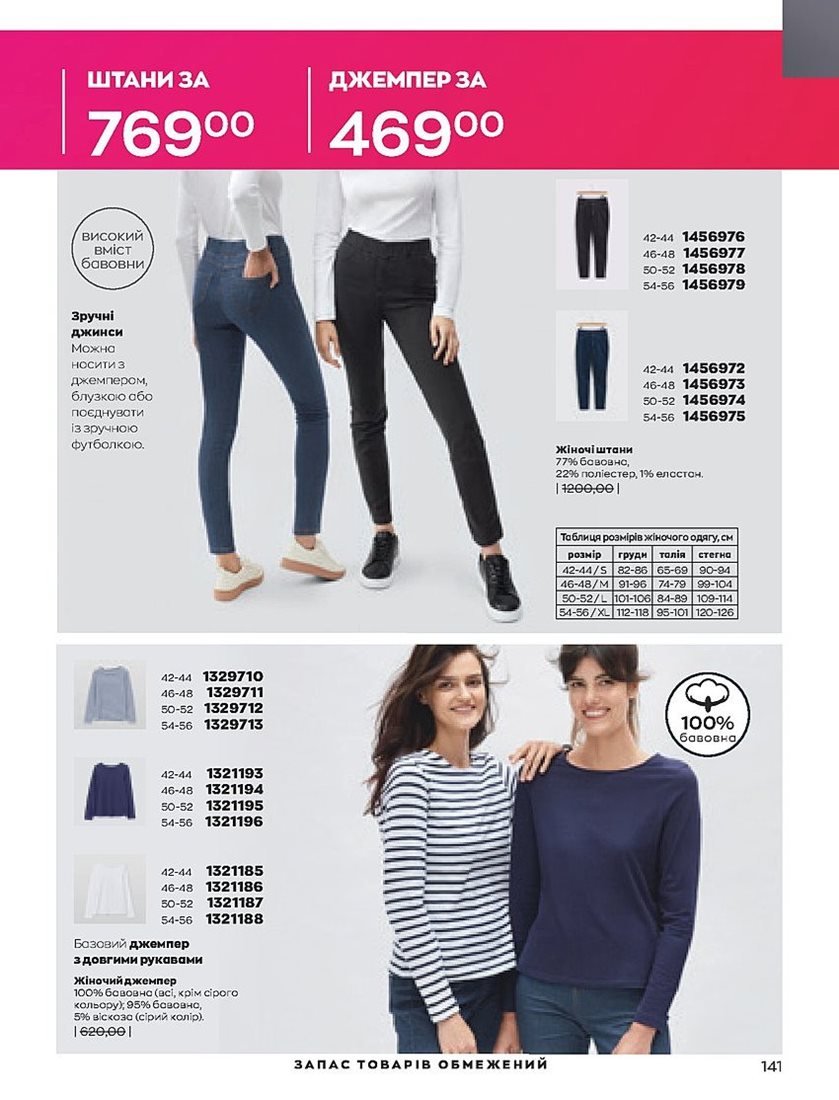 ШТАНИ ЗА
769⁰⁰
ДЖЕМПЕР ЗА
469⁰⁰
ВИСОКИЙ
ВМІСТ
БАВОВНИ
Зручні
джинси
Можна
носити з
джемпером,
блузкою або
поєднувати
із зручною
футболкою.
42-44 1456976
46-48 1456977
50-52 1456978
54-56 1456979
42-44 1456972
46-48 1456973
50-52 1456974
54-56 1456975
Жіночі штани
77% бавовна,
22% поліестер, 1% еластан.
| 1200,00 |
Таблиця розмірів жіночого одягу, см
розмір груди талія стегна
42-44/S 82-86 65-69 90-94
46-48/M 91-96 74-79 99-104
50-52/L 101-106 84-89 109-114
54-56/XL 112-118 95-101 120-126
42-44 1329710
46-48 1329711
50-52 1329712
54-56 1329713
42-44 1321193
46-48 1321194
50-52 1321195
54-56 1321196
42-44 1321185
46-48 1321186
50-52 1321187
54-56 1321188
Базовий джемпер
з довгими рукавами
Жіночий джемпер
100% бавовна (всі, крім сірого
кольору); 95% бавовна,
5% віскоза (сірий колір).
| 620,00 |
100%
бавовна
ЗАПАС ТОВАРІВ ОБМЕЖЕНИЙ
141